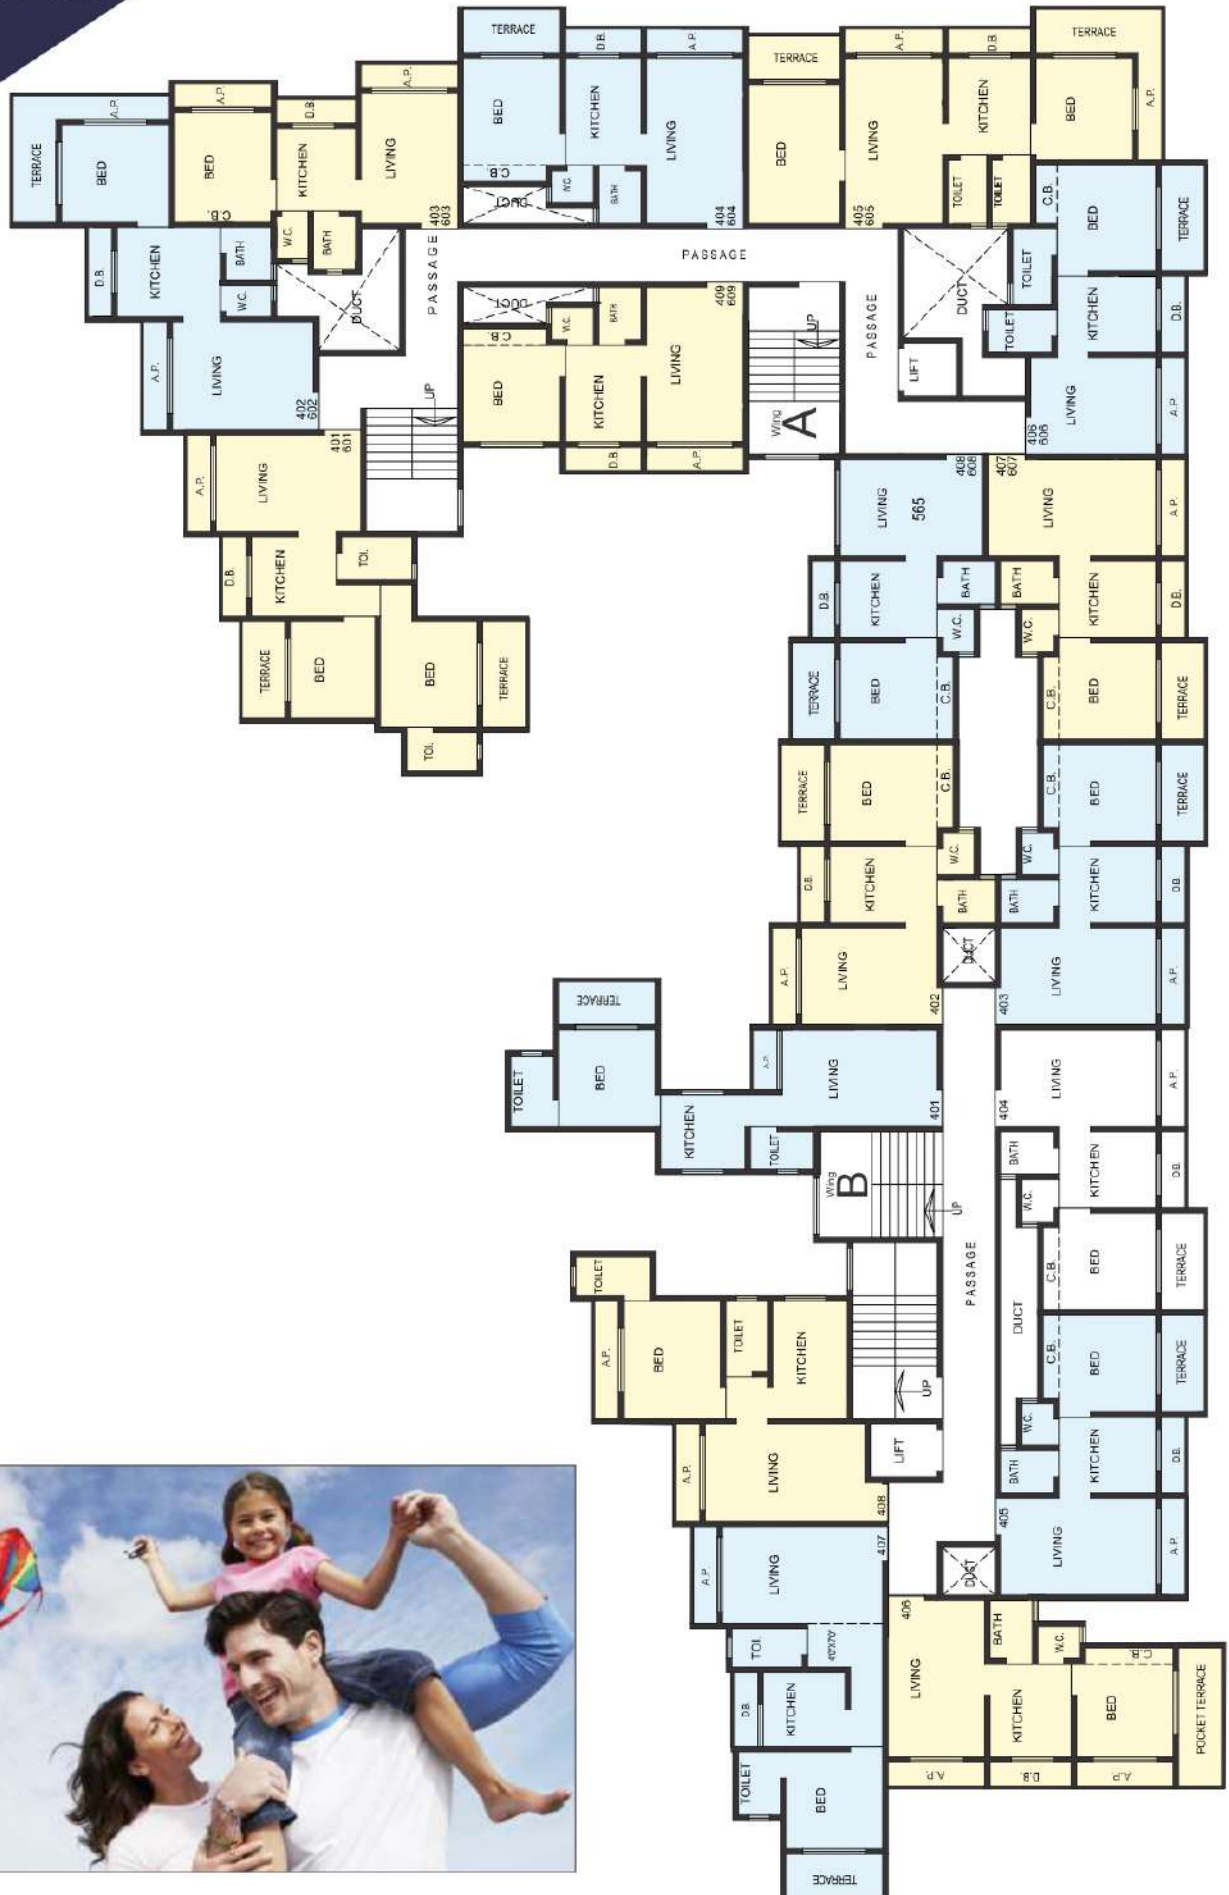 TERRACE
D.B.
A.P.
BED
KITCHEN
LIVING
C.B.
W.C.
BATH
DUCT
404
604
TERRACE
A.P.
D.B.
TERRACE
A.P.
BED
LIVING
KITCHEN
BED
TOILET
TOILET
405
605
TERRACE
A.P.
BED
KITCHEN
D.B.
BATH
W.C.
A.P.
LIVING
402
602
A.P.
D.B.
A.P.
BED
KITCHEN
LIVING
C.B.
W.C.
BATH
403
603
DUCT
PASSAGE
PASSAGE
C.B.
BED
TERRACE
TOILET
DUCT
TOILET
KITCHEN
D.B.
LIFT
LIVING
A.P.
406
606
PASSAGE
DUCT
C.B.
W.C.
BATH
409
609
BED
KITCHEN
LIVING
D.B.
A.P.
UP
Wing
A
UP
401
601
A.P.
LIVING
D.B.
KITCHEN
TOI.
TERRACE
BED
BED
TERRACE
TOI.
LIVING
565
408
608
407
607
LIVING
A.P.
D.B.
KITCHEN
BATH
BATH
KITCHEN
D.B.
W.C.
W.C.
TERRACE
BED
C.B.
C.B.
BED
TERRACE
TERRACE
BED
C.B.
C.B.
BED
TERRACE
D.B.
KITCHEN
W.C.
W.C.
KITCHEN
D.B.
BATH
BATH
A.P.
LIVING
402
DUCT
403
LIVING
A.P.
TERRACE
TOILET
BED
A.P.
LIVING
401
KITCHEN
TOILET
404
LIVING
A.P.
BATH
KITCHEN
D.B.
W.C.
Wing
B
UP
PASSAGE
C.B.
BED
TERRACE
DUCT
C.B.
BED
TERRACE
W.C.
BATH
KITCHEN
D.B.
405
LIVING
A.P.
TOILET
A.P.
BED
TOILET
KITCHEN
UP
A.P.
LIVING
LIFT
408
407
A.P.
LIVING
DUCT
TOI.
4'0"X7'0"
D.B.
KITCHEN
TOILET
BED
TERRACE
406
LIVING
BATH
W.C.
C.B.
KITCHEN
BED
POCKET TERRACE
A.P.
D.B.
A.P.